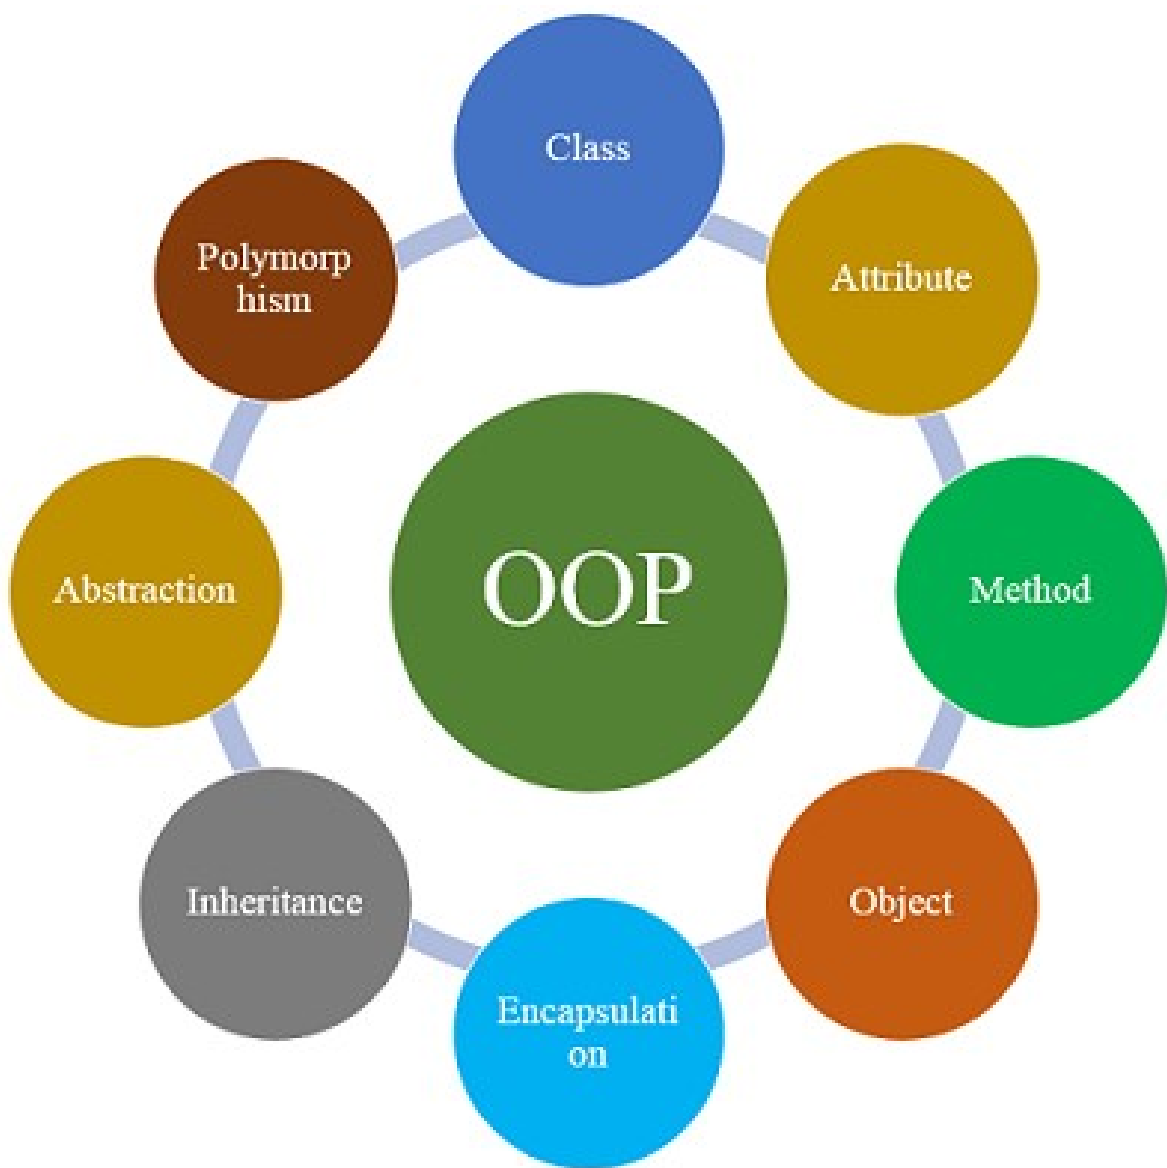 Class
Attribute
Polymorp
hism
OOP
Abstraction
Method
Inheritance
Object
Encapsulati
on